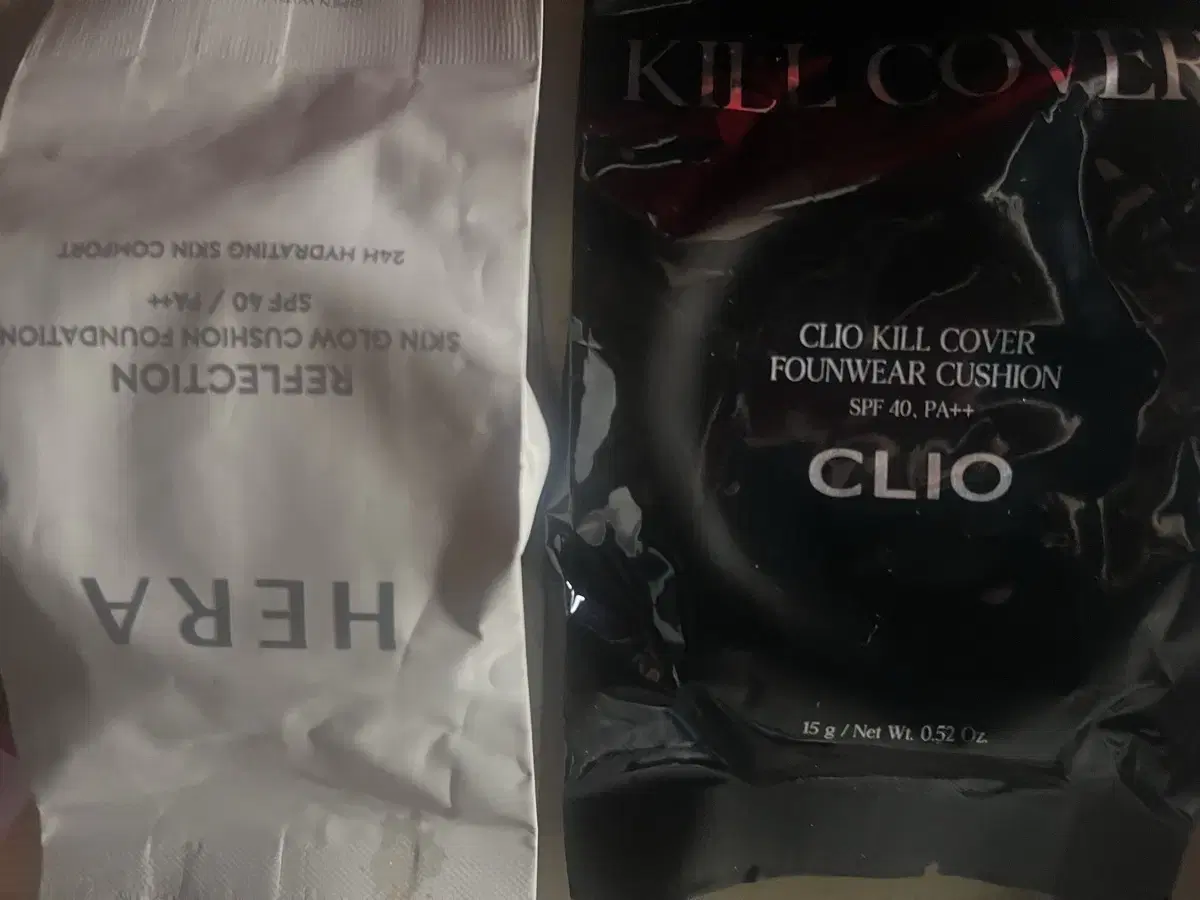 HERA
REFLECTION
SKIN GLOW CUSHION FOUNDATION
SPF 40 / PA++
24H HYDRATING SKIN COMFORT
KILL COVER
CLIO KILL COVER
FOUNWEAR CUSHION
SPF 40, PA++
CLIO
15 g / Net Wt. 0.52 Oz.